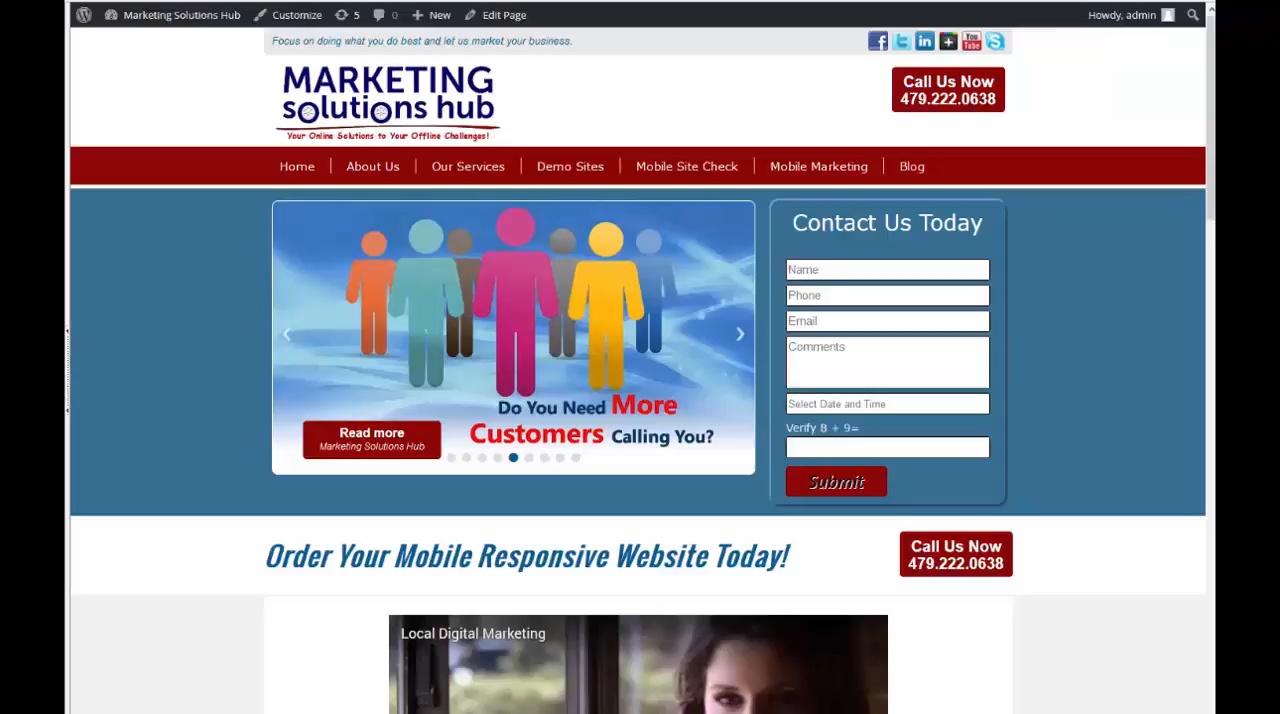 Marketing Solutions Hub Customize 5 0 New Edit Page Howdy, admin
Focus on doing what you do best and let us market your business.
You
Tube
MARKETING
solutions hub
Your Online Solutions to Your Offline Challenges!
Call Us Now
479.222.0638
Home About Us Our Services Demo Sites Mobile Site Check Mobile Marketing Blog
Do You Need More
Customers Calling You?
Read more
Marketing Solutions Hub
Contact Us Today
Name
Phone
Email
Comments
Select Date and Time
Verify 8 + 9=
Submit
Order Your Mobile Responsive Website Today!
Call Us Now
479.222.0638
Local Digital Marketing